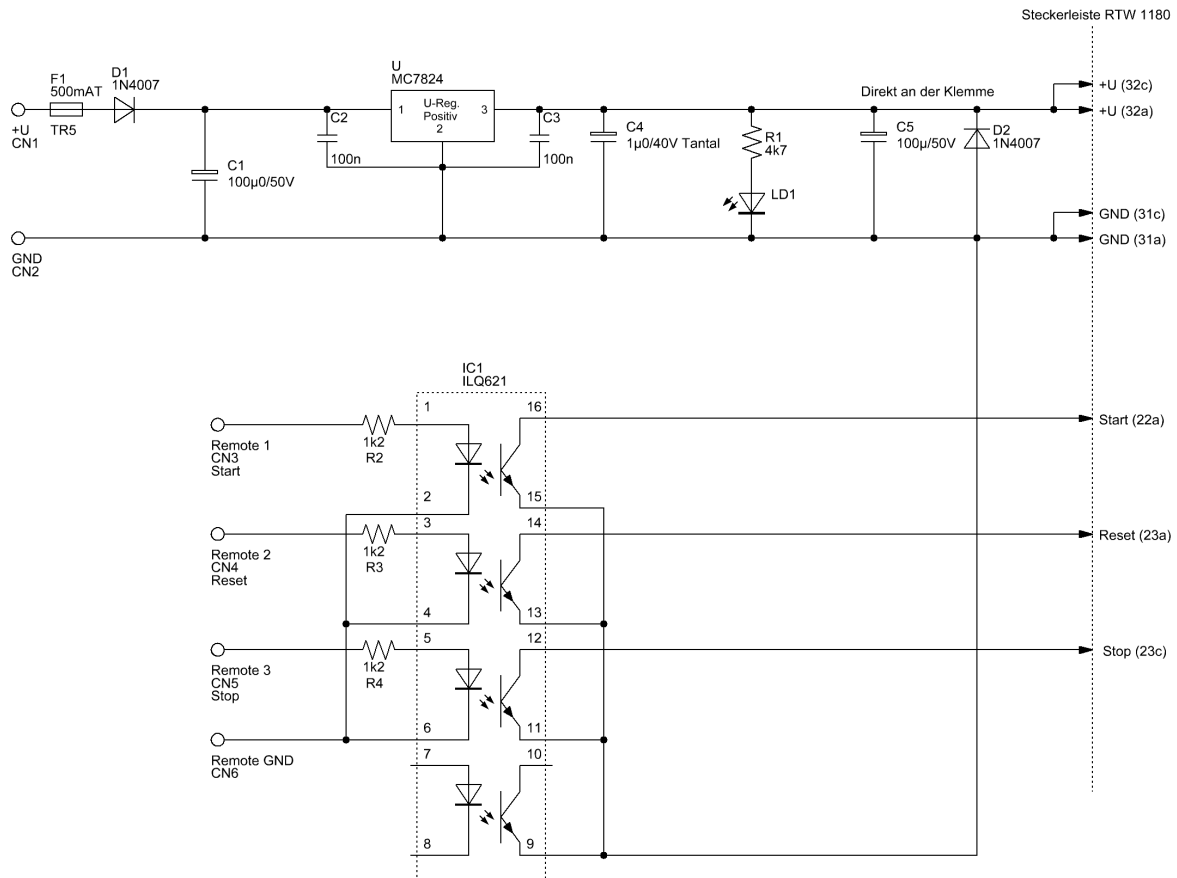 Steckerleiste RTW 1180
F1
500mAT
TR5
D1
1N4007
U
MC7824
1
U-Reg.
Positiv
2
3
Direkt an der Klemme
+U (32c)
+U (32a)
+U
CN1
C1
100µ0/50V
C2
100n
C3
100n
C4
1µ0/40V Tantal
R1
4k7
LD1
C5
100µ/50V
D2
1N4007
GND (31c)
GND (31a)
GND
CN2
IC1
ILQ621
1
16
Start (22a)
Remote 1
CN3
Start
1k2
R2
2
15
3
14
Reset (23a)
Remote 2
CN4
Reset
1k2
R3
4
13
5
12
Stop (23c)
Remote 3
CN5
Stop
1k2
R4
6
11
Remote GND
CN6
7
10
8
9